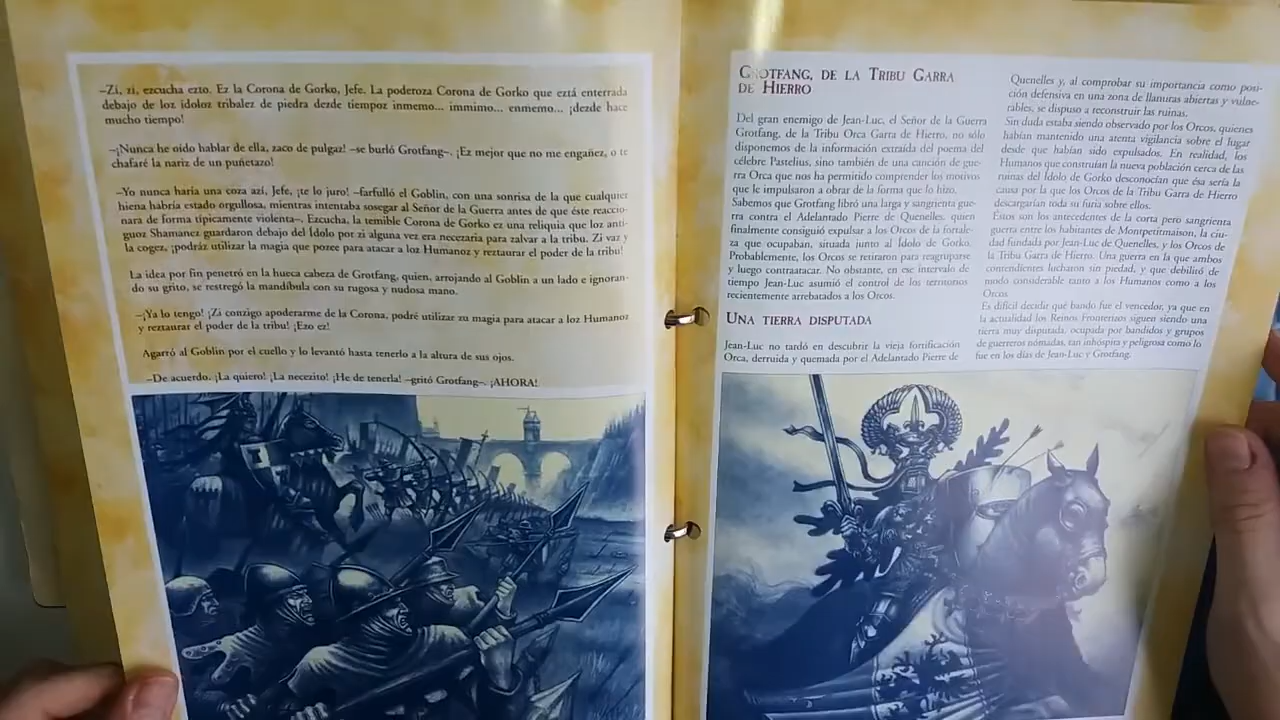 –Zí, zí, ezcucha ezto. Ez la Corona de Gorko, Jefe. La poderoza Corona de Gorko que eztá enterrada
debajo de loz ídoloz tribalez de piedra dezde tiempoz inmemo... immimo... enmemo... ¡dezde hace
mucho tiempo!
–¡Nunca he oído hablar de ella, zaco de pulgaz! –se burló Grotfang–. ¡Ez mejor que no me engañez, o te
chafaré la nariz de un puñetazo!
–Yo nunca haría una coza azí, Jefe, ¡te lo juro! –farfulló el Goblin, con una sonrisa de la que cualquier
hiena habría estado orgullosa, mientras intentaba sosegar al Señor de la Guerra antes de que éste reaccio-
nara de forma típicamente violenta–. Ezcucha, la temible Corona de Gorko ez una reliquia que loz anti-
guoz Shamanez guardaron debajo del Ídolo por zi alguna vez era necezaria para zalvar a la tribu. Zi vaz y
la cogez, ¡podráz utilizar la magia que pozee para atacar a loz Humanoz y reztaurar el poder de la tribu!
La idea por fin penetró en la hueca cabeza de Grotfang, quien, arrojando al Goblin a un lado e ignoran-
do su grito, se restregó la mandíbula con su rugosa y nudosa mano.
–¡Ya lo tengo! ¡Zi conzigo apoderarme de la Corona, podré utilizar zu magia para atacar a loz Humanoz
y reztaurar el poder de la tribu! ¡Ezo ez!
Agarró al Goblin por el cuello y lo levantó hasta tenerlo a la altura de sus ojos.
–De acuerdo. ¡La quiero! ¡La necezito! ¡He de tenerla! –gritó Grotfang–. ¡AHORA!
Grotfang, de la Tribu Garra
de Hierro
Del gran enemigo de Jean-Luc, el Señor de la Guerra
Grotfang, de la Tribu Orca Garra de Hierro, no sólo
disponemos de la información extraída del poema del
célebre Pastelius, sino también de una canción de gue-
rra Orca que nos ha permitido comprender los motivos
que le impulsaron a obrar de la forma que lo hizo.
Sabemos que Grotfang libró una larga y sangrienta gue-
rra contra el Adelantado Pierre de Quenelles, quien
finalmente consiguió expulsar a los Orcos de la fortale-
za que ocupaban, situada junto al Ídolo de Gorko.
Probablemente, los Orcos se retiraron para reagruparse
y luego contraatacar. No obstante, en ese intervalo de
tiempo Jean-Luc asumió el control de los territorios
recientemente arrebatados a los Orcos.
Una tierra disputada
Jean-Luc no tardó en descubrir la vieja fortificación
Orca, derruida y quemada por el Adelantado Pierre de
Quenelles y, al comprobar su importancia como posi-
ción defensiva en una zona de llanuras abiertas y vulne-
rables, se dispuso a reconstruir las ruinas.
Sin duda estaba siendo observado por los Orcos, quienes
habían mantenido una atenta vigilancia sobre el lugar
desde que habían sido expulsados. En realidad, los
Humanos que construían la nueva población cerca de las
ruinas del Ídolo de Gorko desconocían que ésa sería la
causa por la que los Orcos de la Tribu Garra de Hierro
descargarían toda su furia sobre ellos.
Éstos son los antecedentes de la corta pero sangrienta
guerra entre los habitantes de Montpetitmaison, la ciu-
dad fundada por Jean-Luc de Quenelles, y los Orcos de
la Tribu Garra de Hierro. Una guerra en la que ambos
contendientes lucharon sin piedad, y que debilitó de
modo considerable tanto a los Humanos como a los
Orcos.
Es difícil decidir qué bando fue el vencedor, ya que en
la actualidad los Reinos Fronterizos siguen siendo una
tierra muy disputada, ocupada por bandidos y grupos
de guerreros nómadas, tan inhóspita y peligrosa como lo
fue en los días de Jean-Luc y Grotfang.